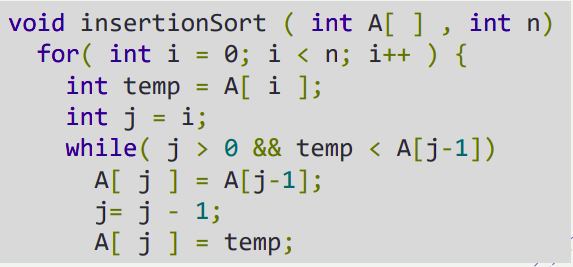 void insertionSort ( int A[ ] , int n)
for( int i = 0; i < n; i++ ) {
int temp = A[ i ];
int j = i;
while( j > 0 && temp < A[j-1])
A[ j ] = A[j-1];
j= j - 1;
A[ j ] = temp;